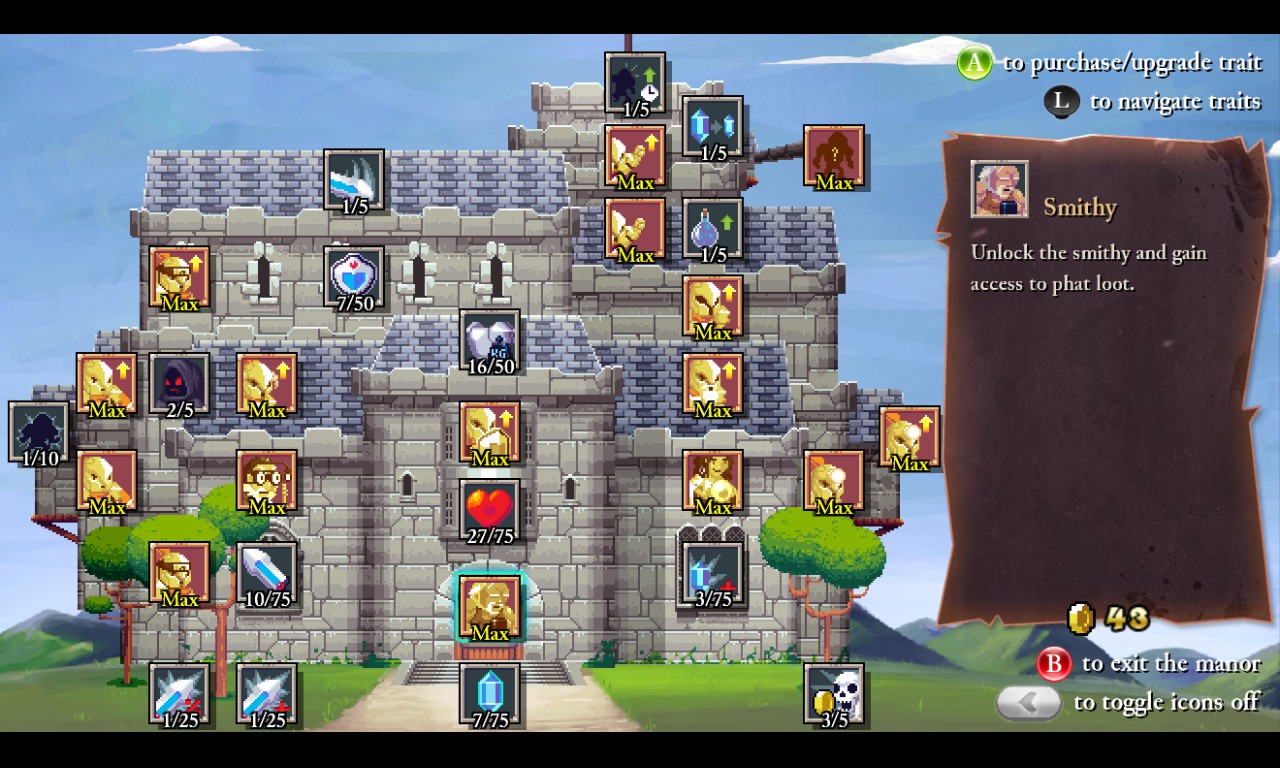 A to purchase/upgrade trait
L to navigate traits
1/5
1/5
Max
Max
1/5
Max
1/5
Max
7/50
Max
16/50
Max
2/5
Max
Max
1/10
Max
Max
Max
Max
Max
Max
27/75
Max
10/75
3/75
Max
1/25
1/25
7/75
3/5
KG
Smithy
Unlock the smithy and gain
access to phat loot.
43
B to exit the manor
to toggle icons off